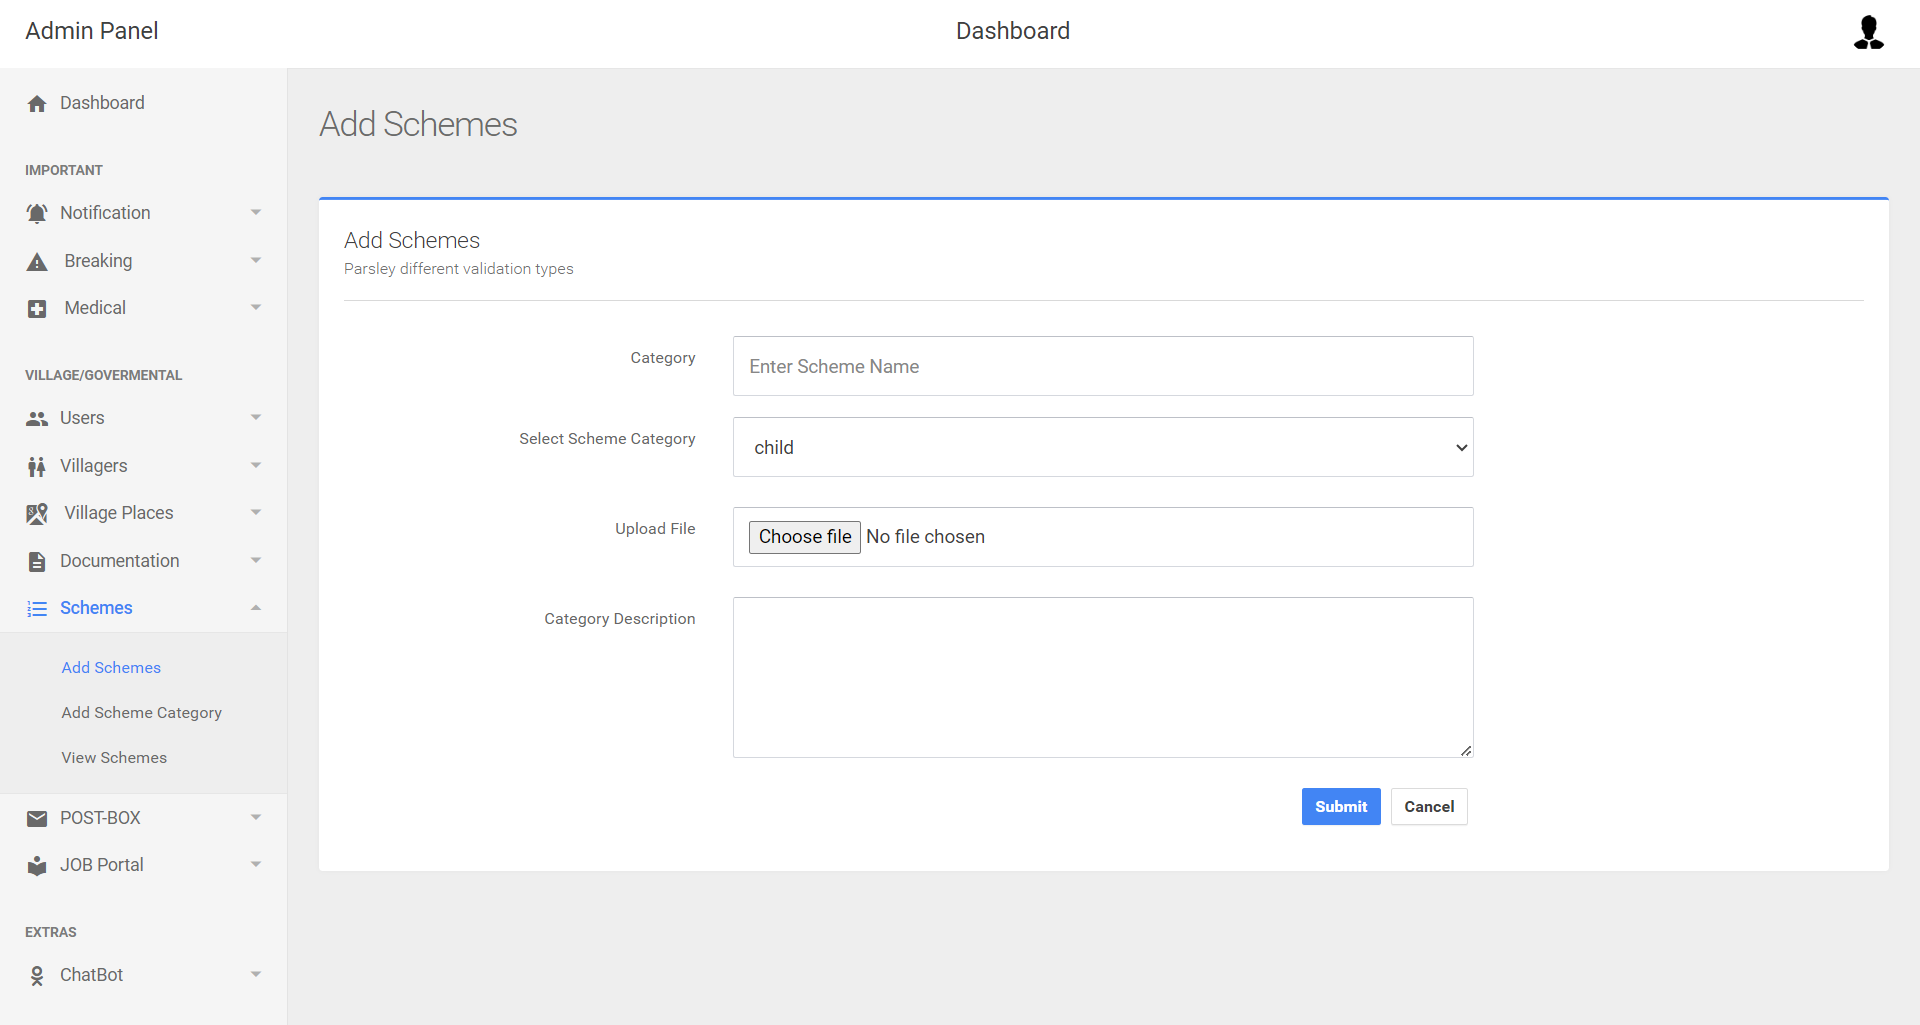 Admin Panel
Dashboard
Dashboard
IMPORTANT
Notification
Breaking
Medical
VILLAGE/GOVERMENTAL
Users
Villagers
Village Places
Documentation
Schemes
Add Schemes
Add Scheme Category
View Schemes
POST-BOX
JOB Portal
EXTRAS
ChatBot
Add Schemes
Add Schemes
Parsley different validation types
Category
Enter Scheme Name
Select Scheme Category
child
Upload File
Choose file No file chosen
Category Description
Submit Cancel